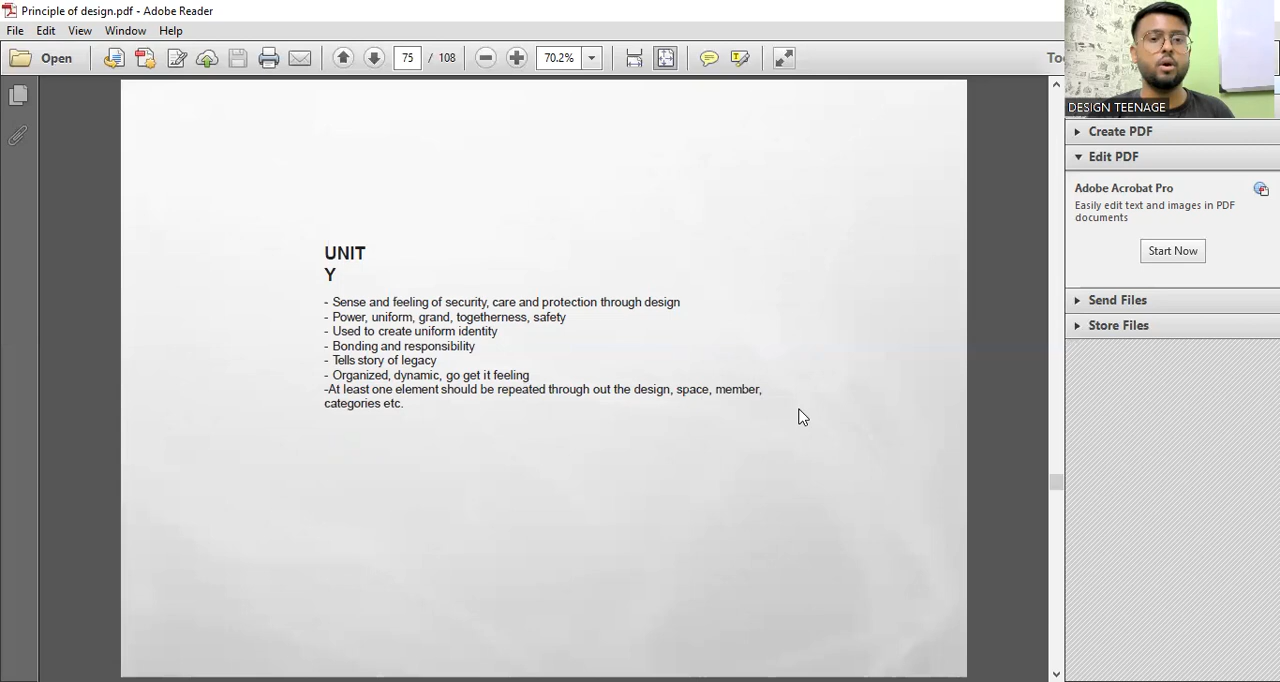 Principle of design.pdf - Adobe Reader
File Edit View Window Help
Open 75 / 108 70.2%
DESIGN TEENAGE
Create PDF
Edit PDF
Adobe Acrobat Pro
Easily edit text and images in PDF
documents
Start Now
Send Files
Store Files
UNIT
Y
- Sense and feeling of security, care and protection through design
- Power, uniform, grand, togetherness, safety
- Used to create uniform identity
- Bonding and responsibility
- Tells story of legacy
- Organized, dynamic, go get it feeling
-At least one element should be repeated through out the design, space, member,
categories etc.